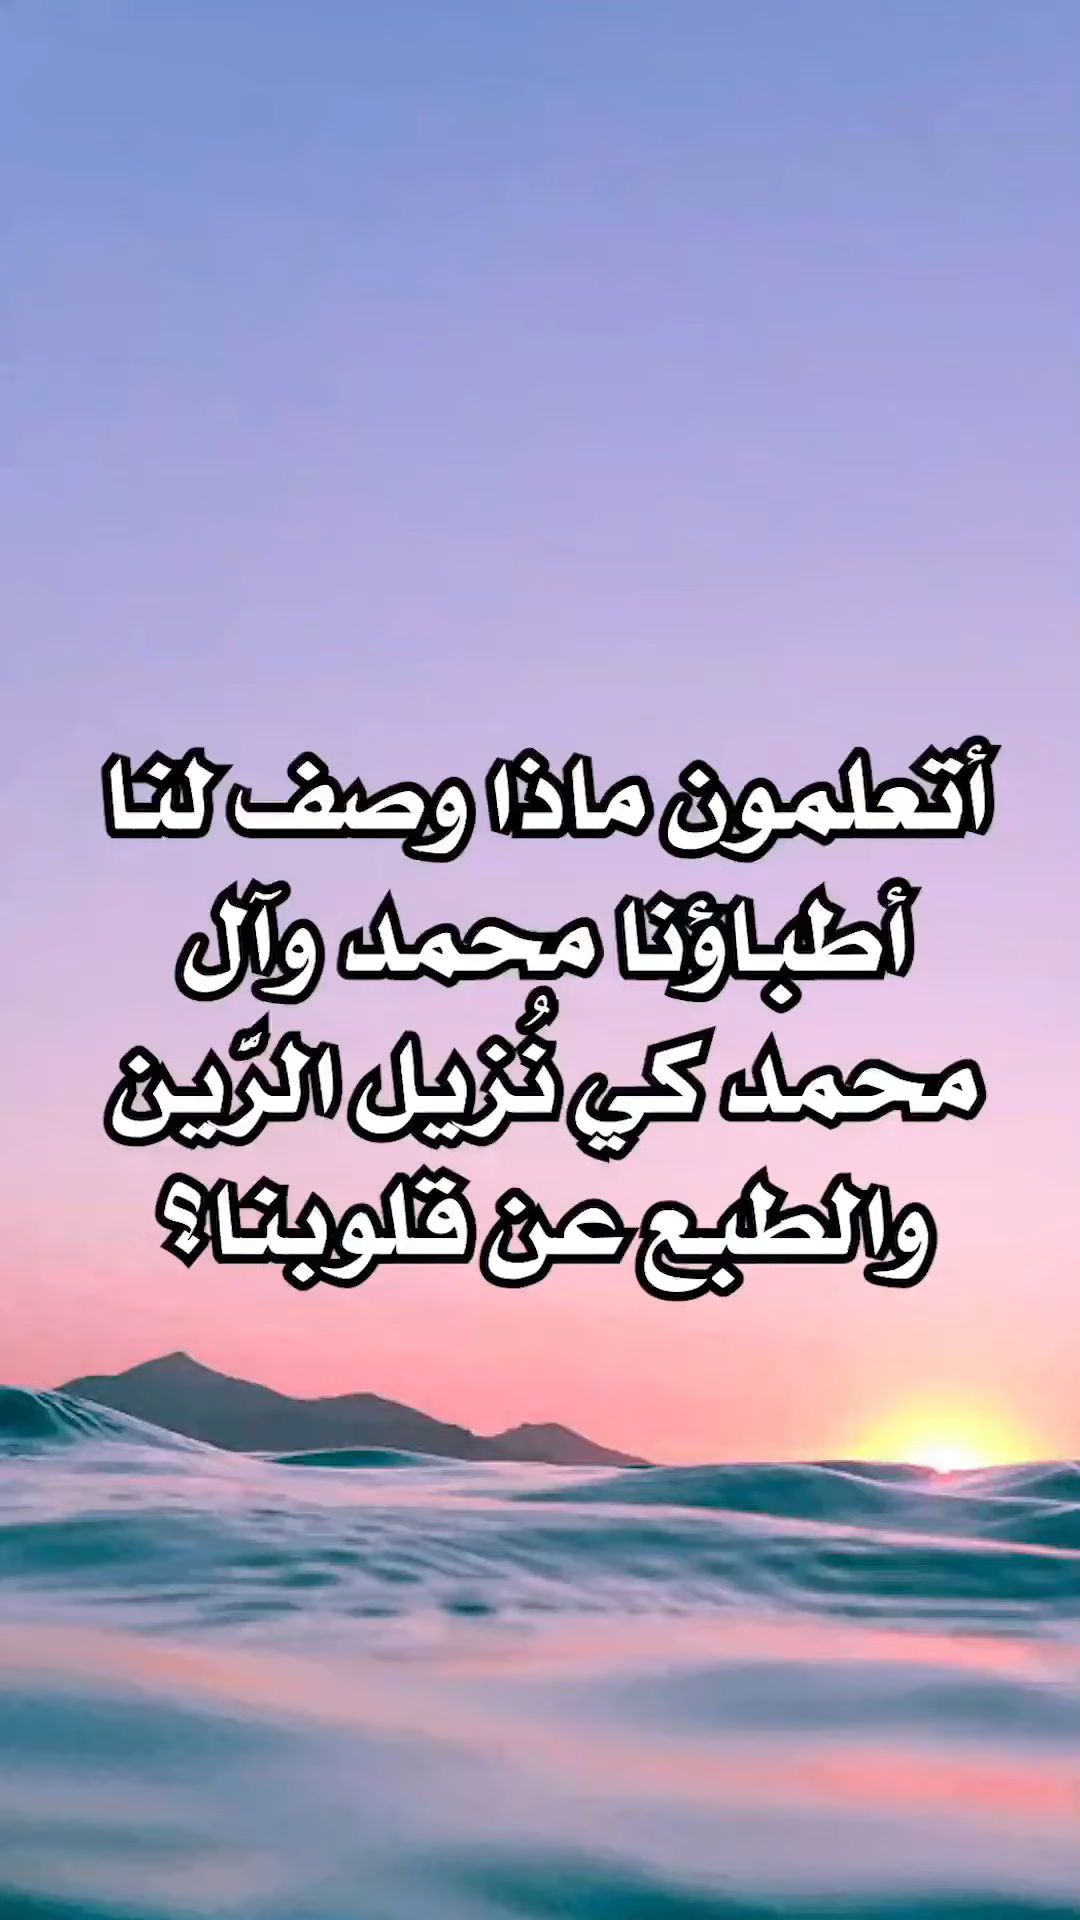 أتعلمون ماذا وصف لنا
أطباؤنا محمد وآل
محمد كي نُزيل الرَّين
والطبع عن قلوبنا؟